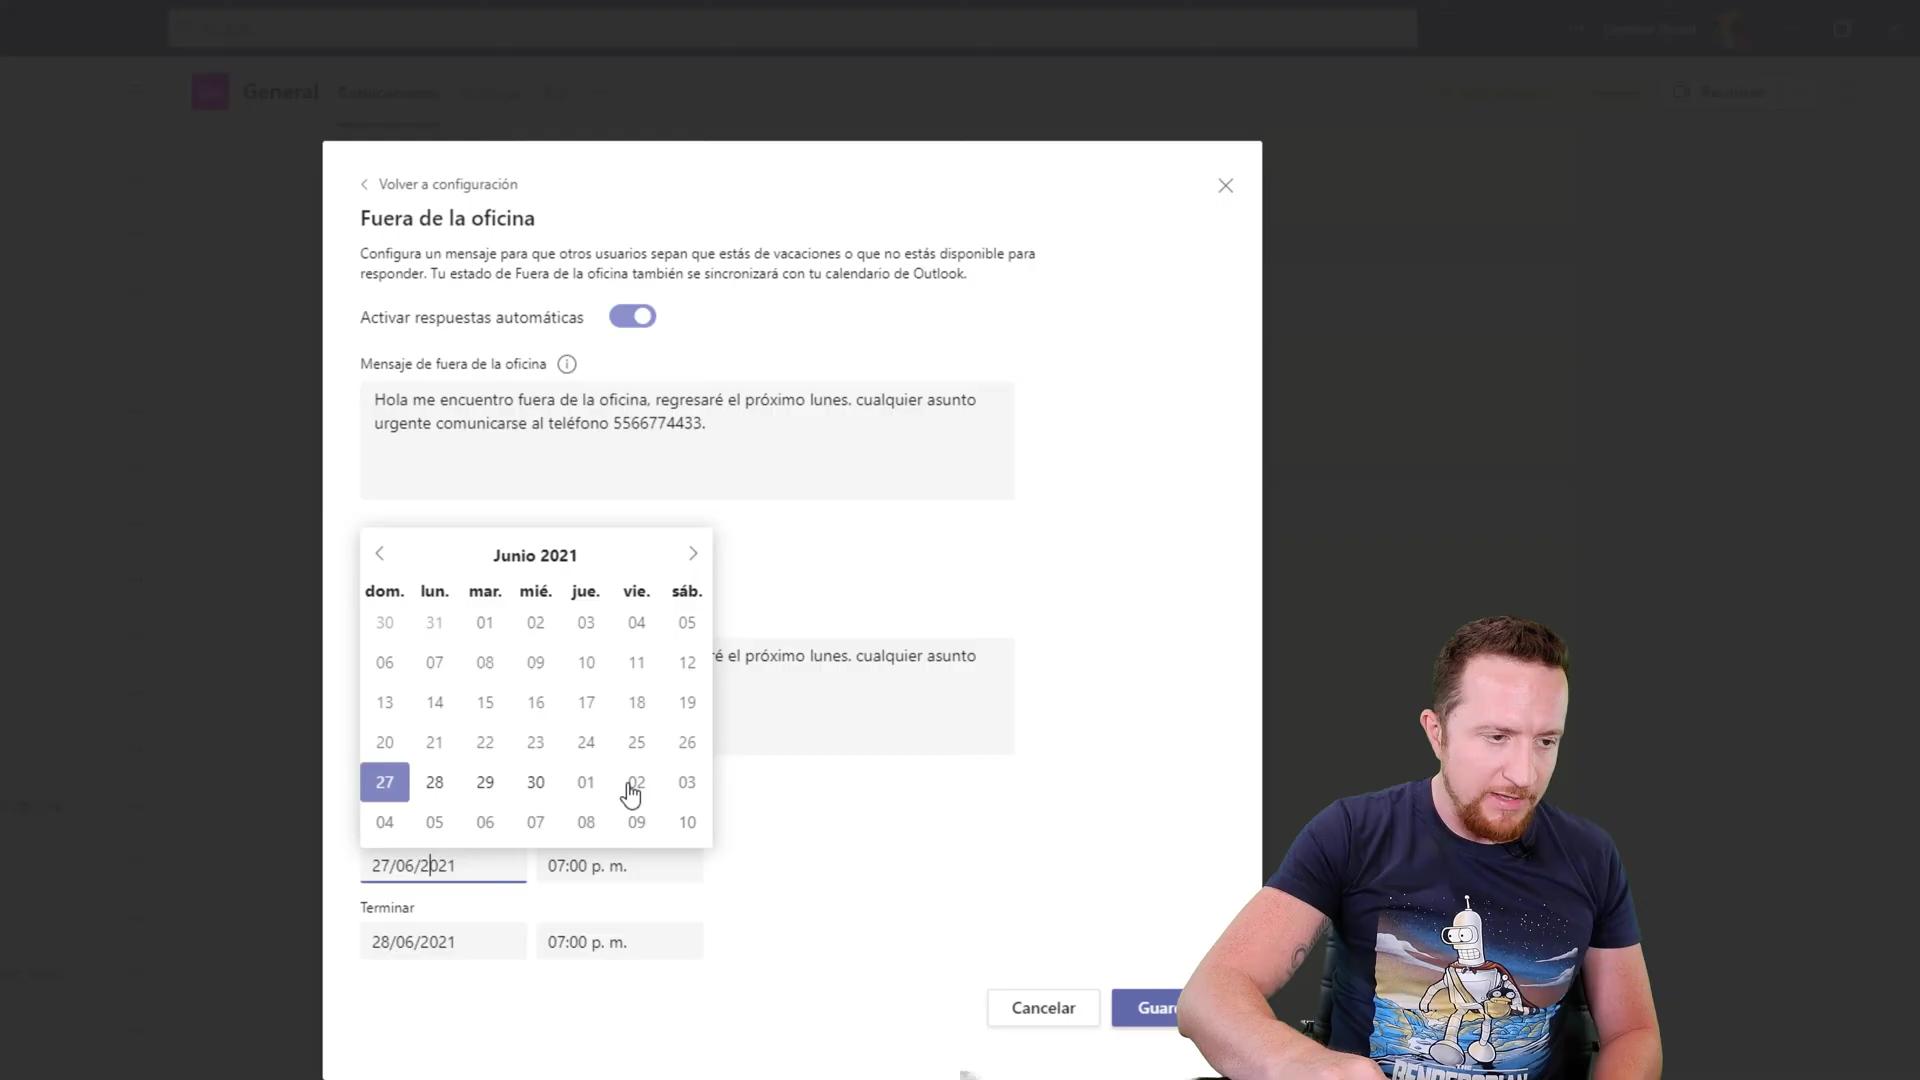 General
Volver a configuración
Fuera de la oficina
Configura un mensaje para que otros usuarios sepan que estás de vacaciones o que no estás disponible para
responder. Tu estado de Fuera de la oficina también se sincronizará con tu calendario de Outlook.
Activar respuestas automáticas
Mensaje de fuera de la oficina
Hola me encuentro fuera de la oficina, regresaré el próximo lunes. cualquier asunto
urgente comunicarse al teléfono 5566774433.
Junio 2021
dom. lun. mar. mié. jue. vie. sáb.
30 31 01 02 03 04 05
06 07 08 09 10 11 12
13 14 15 16 17 18 19
20 21 22 23 24 25 26
27 28 29 30 01 02 03
04 05 06 07 08 09 10
ré el próximo lunes. cualquier asunto
27/06/2021 07:00 p. m.
Terminar
28/06/2021 07:00 p. m.
Cancelar Guar